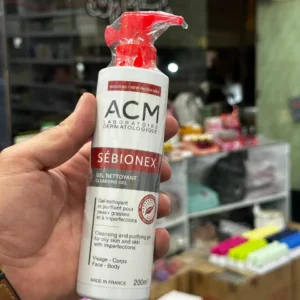 ACM
LABORATOIRE
DERMATOLOGIQUE
SÉBIONEX
GEL NETTOYANT
CLEANSING GEL
Gel nettoyant
et purifiant pour
peaux grasses
et à imperfections
Cleansing and purifying gel
for oily skin and skin
with imperfections
Visage - Corps
Face - Body
200ml
MADE IN FRANCE